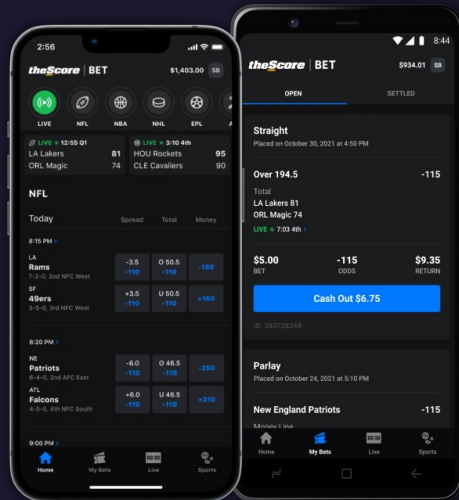 2:56
theScore | BET
$1,403.00 SB
LIVE NFL NBA NHL EPL
LIVE 12:55 Q1
LA Lakers 81
ORL Magic 74
LIVE 3:10 4th
HOU Rockets 95
CLE Cavaliers 90
NFL
Today Spread Total Money
8:15 PM >
LA
Rams
7-2-0, 2nd NFC West
-3.5 -110
O 50.5 -110
-180
SF
49ers
3-5-0, 3rd NFC West
+3.5 -110
U 50.5 -110
+160
8:20 PM >
NE
Patriots
6-4-0, 2nd AFC East
-6.0 -110
O 46.5 -110
-250
ATL
Falcons
4-5-0, 4th NFC South
+6.0 -110
U 46.5 -110
+210
9:00 PM >
Home My Bets Live Sports
8:44
theScore | BET
$934.01 SB
OPEN SETTLED
Straight
Placed on October 30, 2021 at 4:50 PM
Over 194.5 -115
Total
LA Lakers 81
ORL Magic 74
LIVE 7:03 4th >
$5.00 -115 $9.35
BET ODDS RETURN
Cash Out $6.75
ID: 393728249
Parlay
Placed on October 24, 2021 at 5:10 PM
New England Patriots -115
Money Line
Home My Bets Live Sports